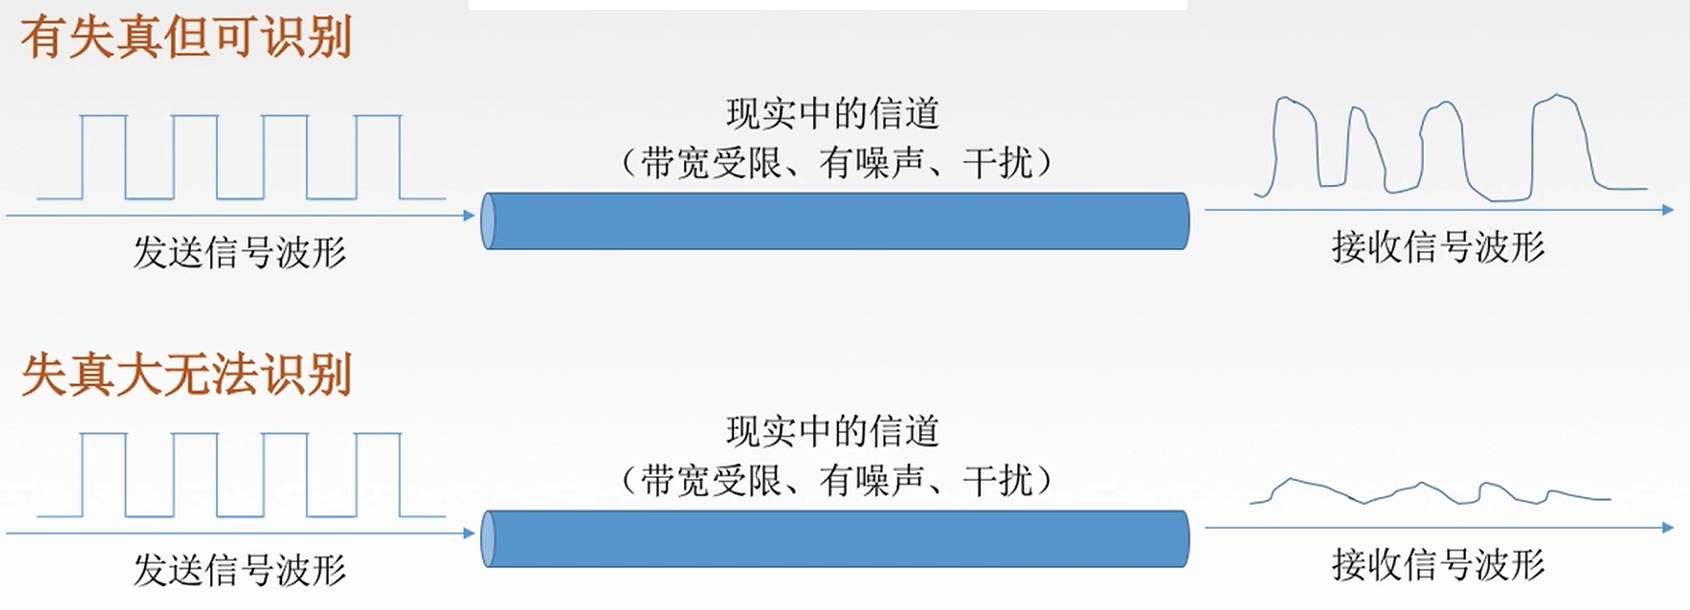 有失真但可识别
现实中的信道
（带宽受限、有噪声、干扰）
发送信号波形
接收信号波形
失真大无法识别
现实中的信道
（带宽受限、有噪声、干扰）
发送信号波形
接收信号波形